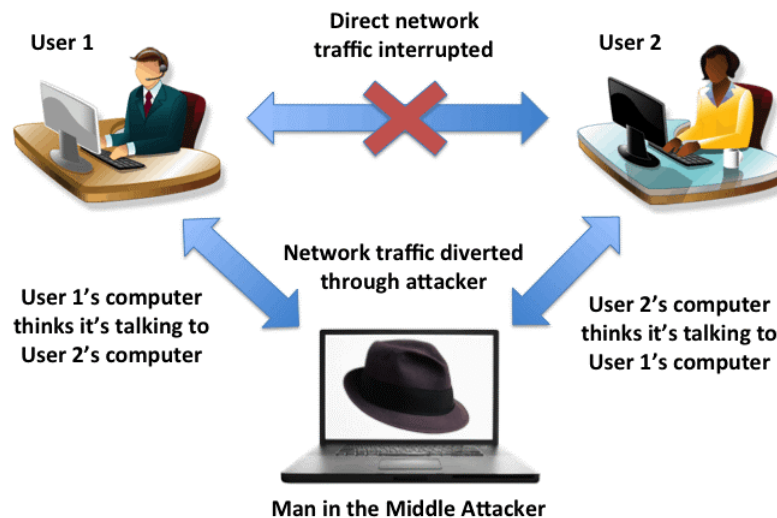 User 1
Direct network
traffic interrupted
User 2
Network traffic diverted
through attacker
User 1’s computer
thinks it’s talking to
User 2’s computer
User 2’s computer
thinks it’s talking to
User 1’s computer
Man in the Middle Attacker